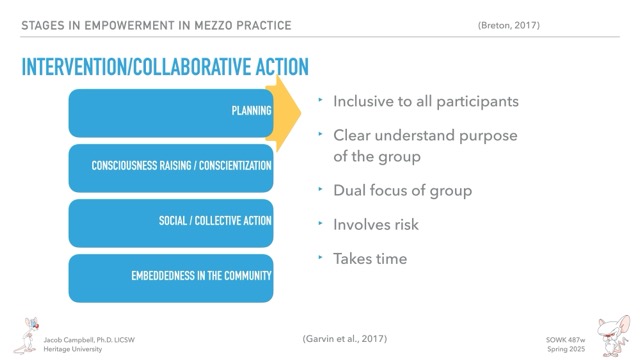 STAGES IN EMPOWERMENT IN MEZZO PRACTICE
(Breton, 2017)
INTERVENTION/COLLABORATIVE ACTION
PLANNING
CONSCIOUSNESS RAISING / CONSCIENTIZATION
SOCIAL / COLLECTIVE ACTION
EMBEDDEDNESS IN THE COMMUNITY
‣ Inclusive to all participants
‣ Clear understand purpose
of the group
‣ Dual focus of group
‣ Involves risk
‣ Takes time
Jacob Campbell, Ph.D. LICSW
Heritage University
(Garvin et al., 2017)
SOWK 487w
Spring 2025